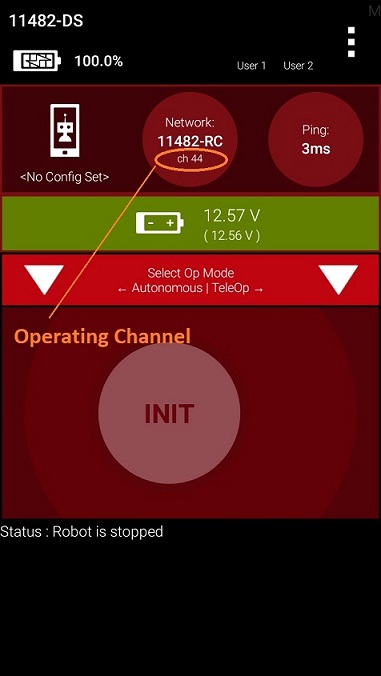 11482-DS
M
100.0%
User 1 User 2
Network:
11482-RC
ch 44
Ping:
3ms
<No Config Set>
12.57 V
( 12.56 V )
Select Op Mode
← Autonomous | TeleOp →
Operating Channel
INIT
Status : Robot is stopped